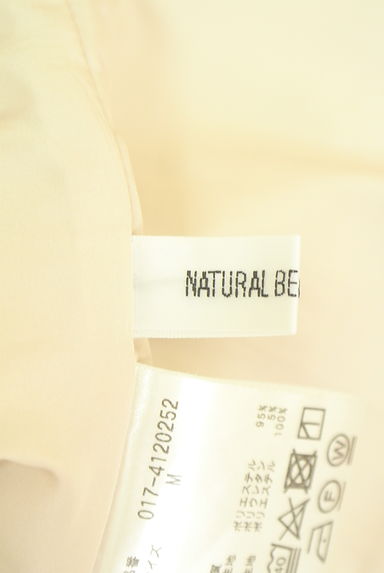 NATURAL BE
017-4120252
M
ポリエステル 95%
ポリウレタン 5%
ポリエステル 100%
40
W
F